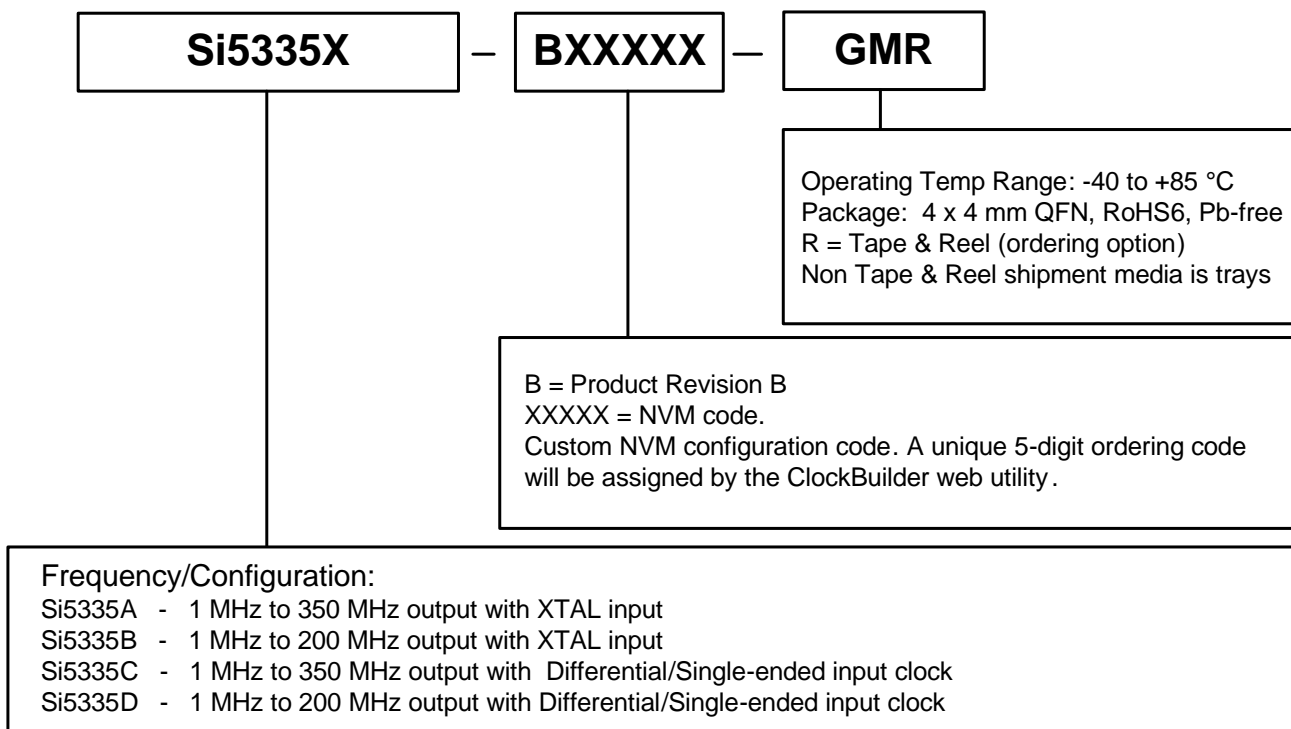 Si5335X – BXXXXX – GMR
Operating Temp Range: -40 to +85 °C
Package: 4 x 4 mm QFN, RoHS6, Pb-free
R = Tape & Reel (ordering option)
Non Tape & Reel shipment media is trays
B = Product Revision B
XXXXX = NVM code.
Custom NVM configuration code. A unique 5-digit ordering code
will be assigned by the ClockBuilder web utility.
Frequency/Configuration:
Si5335A - 1 MHz to 350 MHz output with XTAL input
Si5335B - 1 MHz to 200 MHz output with XTAL input
Si5335C - 1 MHz to 350 MHz output with Differential/Single-ended input clock
Si5335D - 1 MHz to 200 MHz output with Differential/Single-ended input clock